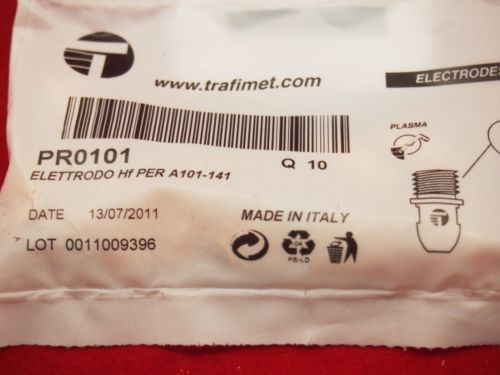 www.trafimet.com
ELECTRODES
PLASMA
PR0101
Q 10
ELETTRODO Hf PER A101-141
DATE 13/07/2011
MADE IN ITALY
LOT 0011009396
04
PE-LD